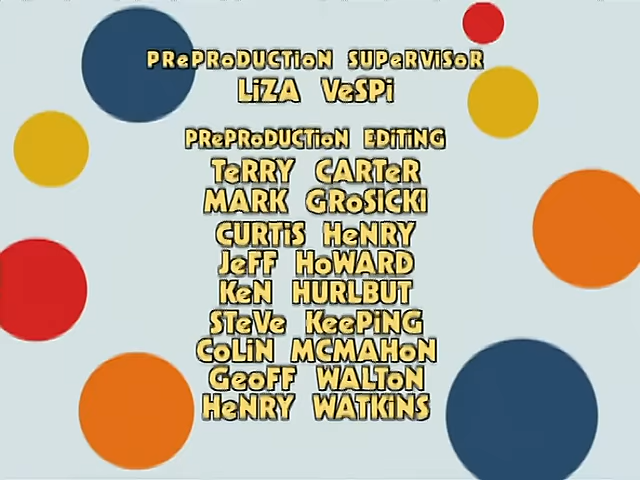 PRePRoDUCTioN SUPeRViSoR
LiZA VeSPi
PRePRoDUCTioN EDiTiNG
TeRRY CARTeR
MARK GRoSICKI
CURTiS HeNRY
JeFF HoWARD
KeN HURLBUT
STeVe KeePiNG
CoLiN MCMAHoN
GeoFF WALToN
HeNRY WATKiNS